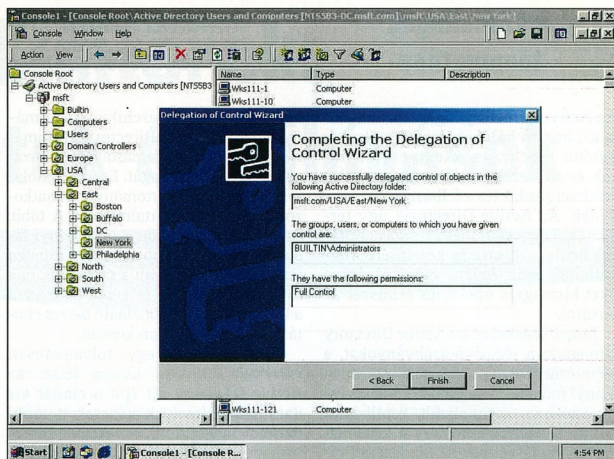 Console1 - [Console Root\Active Directory Users and Computers [NT55B3-DC.msft.com]\msft\USA\East\New York]
Console Window Help
Action View
Console Root
Active Directory Users and Computers [NT55B3
msft
Builtin
Computers
Users
Domain Controllers
Europe
USA
Central
East
Boston
Buffalo
DC
New York
Philadelphia
North
South
West
Name Type Description
Wks111-1 Computer
Wks111-10 Computer
Delegation of Control Wizard
Completing the Delegation of
Control Wizard
You have successfully delegated control of objects in the
following Active Directory folder:
msft.com/USA/East/New York
The groups, users, or computers to which you have given
control are:
BUILTIN\Administrators
They have the following permissions:
Full Control
< Back Finish Cancel
Wks111-121 Computer
Start Console1 - [Console R... 4:54 PM